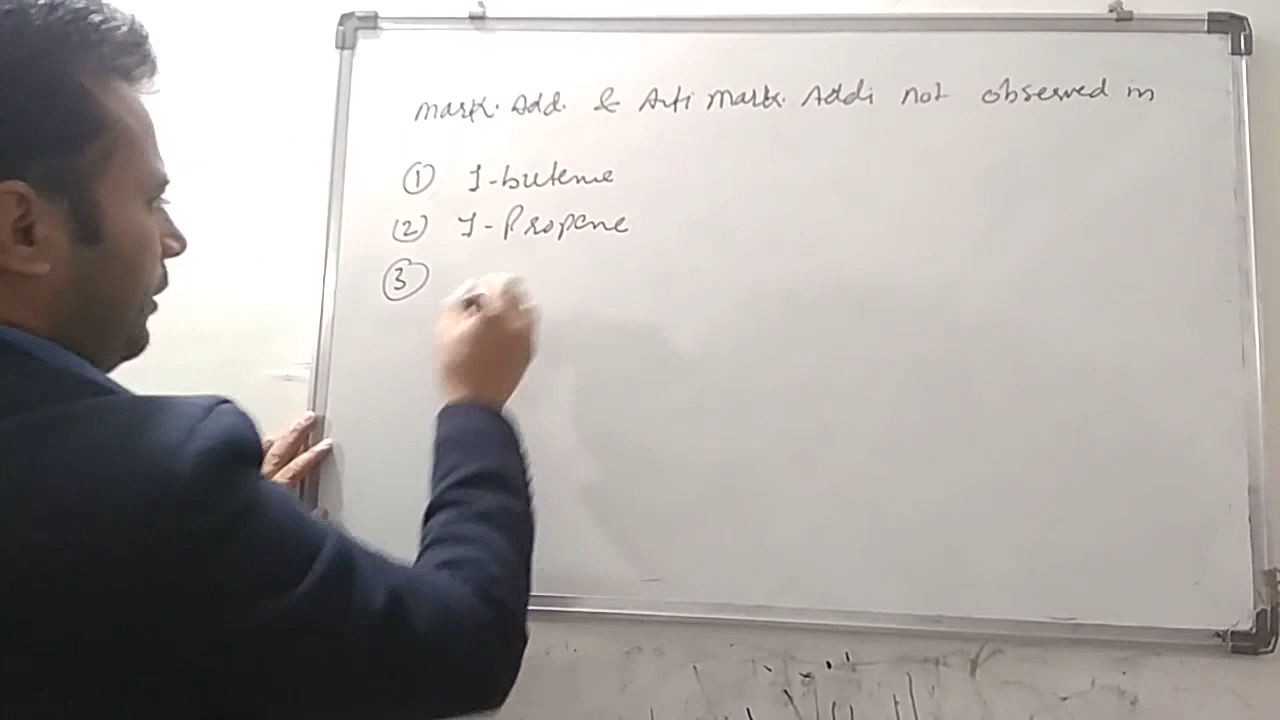 Mark. Add. & Anti Mark. Addi not observed in
① 1-butene
② 1-Propene
③